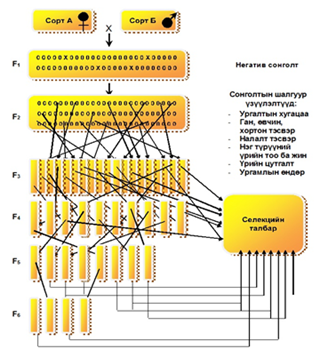 Сорт А
Сорт Б
X
F1
Негатив сонголт
F2
Сонголтын шалгуур
үзүүлэлтүүд:
- Ургалтын хугацаа
- Ган, өвчин,
хортон тэсвэр
- Налалт тэсвэр
- Нэг түрүүний
үрийн тоо ба жин
- Үрийн цутгалт
- Ургамлын өндөр
F3
F4
Селекцийн
талбар
F5
F6